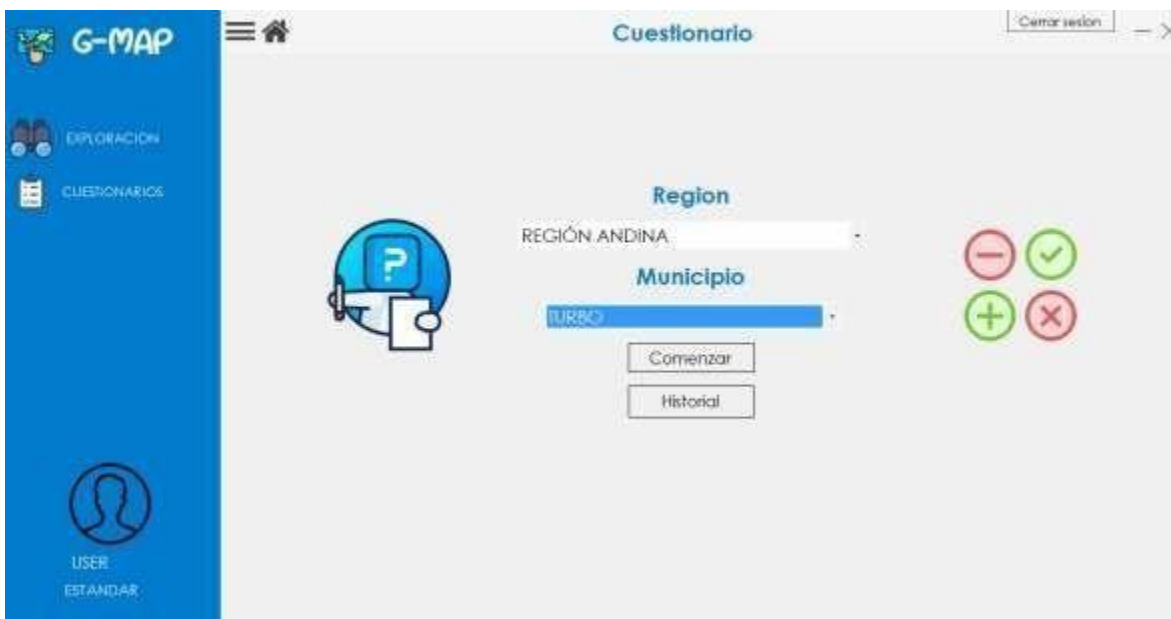 G-MAP
EXPLORACION
CUESTIONARIOS
USER
ESTANDAR
Cuestionario
Cerrar sesion
Region
REGIÓN ANDINA
Municipio
TURBO
Comenzar
Historial
?